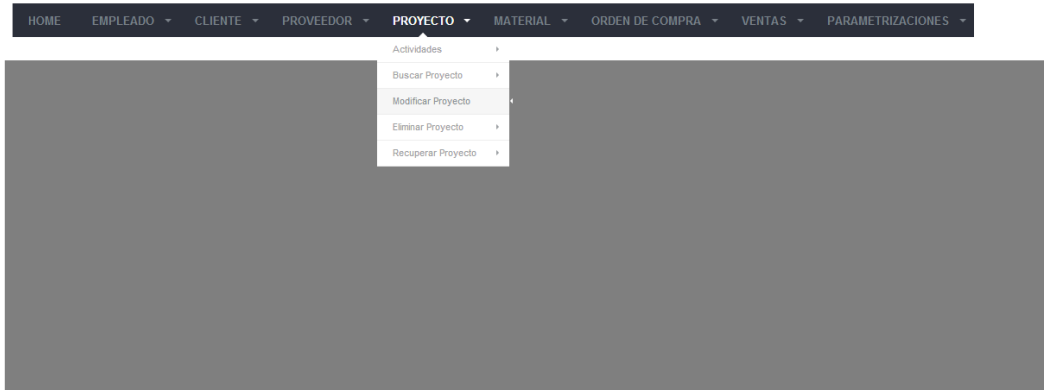 HOME EMPLEADO CLIENTE PROVEEDOR PROYECTO MATERIAL ORDEN DE COMPRA VENTAS PARAMETRIZACIONES
Actividades
Buscar Proyecto
Modificar Proyecto
Eliminar Proyecto
Recuperar Proyecto